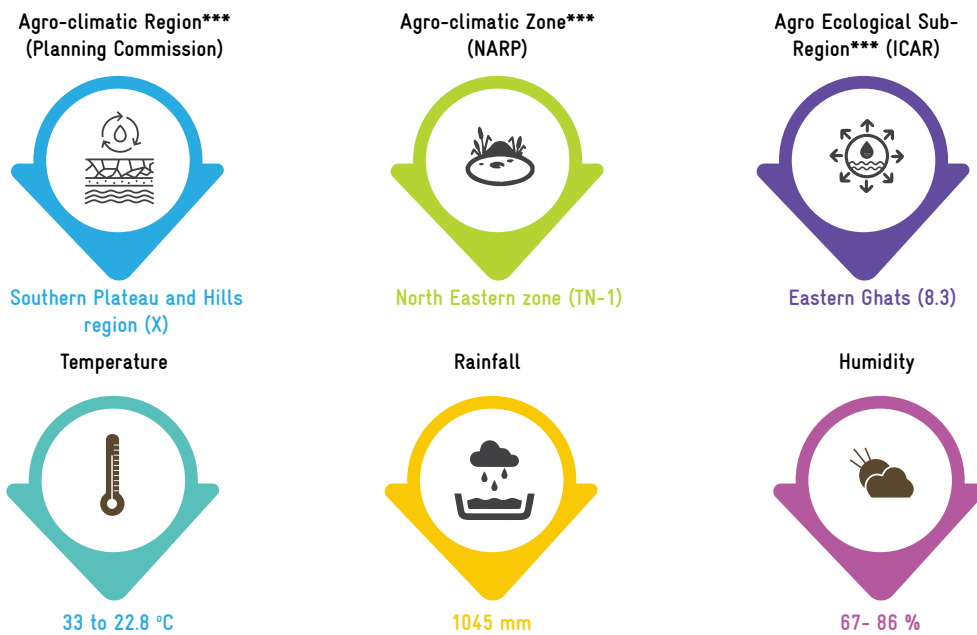 Agro-climatic Region***
(Planning Commission)
Agro-climatic Zone***
(NARP)
Agro Ecological Sub-
Region*** (ICAR)
Southern Plateau and Hills
region (X)
North Eastern zone (TN-1)
Eastern Ghats (8.3)
Temperature
Rainfall
Humidity
33 to 22.8 °C
1045 mm
67- 86 %